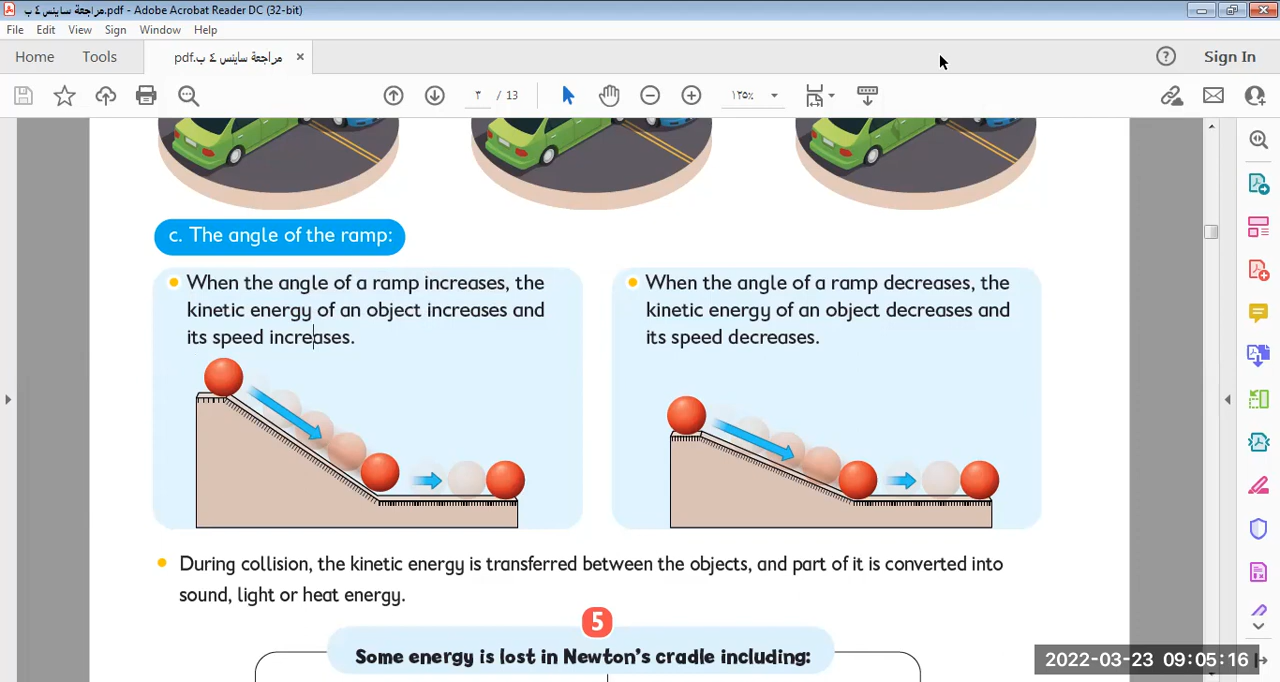 مراجعة ساينس ٤ ب.pdf - Adobe Acrobat Reader DC (32-bit)
File Edit View Sign Window Help
Home Tools مراجعة ساينس ٤ ب.pdf × Sign In
٣ / 13 ١٢٥%
c. The angle of the ramp:
When the angle of a ramp increases, the
kinetic energy of an object increases and
its speed increases.
When the angle of a ramp decreases, the
kinetic energy of an object decreases and
its speed decreases.
During collision, the kinetic energy is transferred between the objects, and part of it is converted into
sound, light or heat energy.
5
Some energy is lost in Newton's cradle including:
2022-03-23 09:05:16